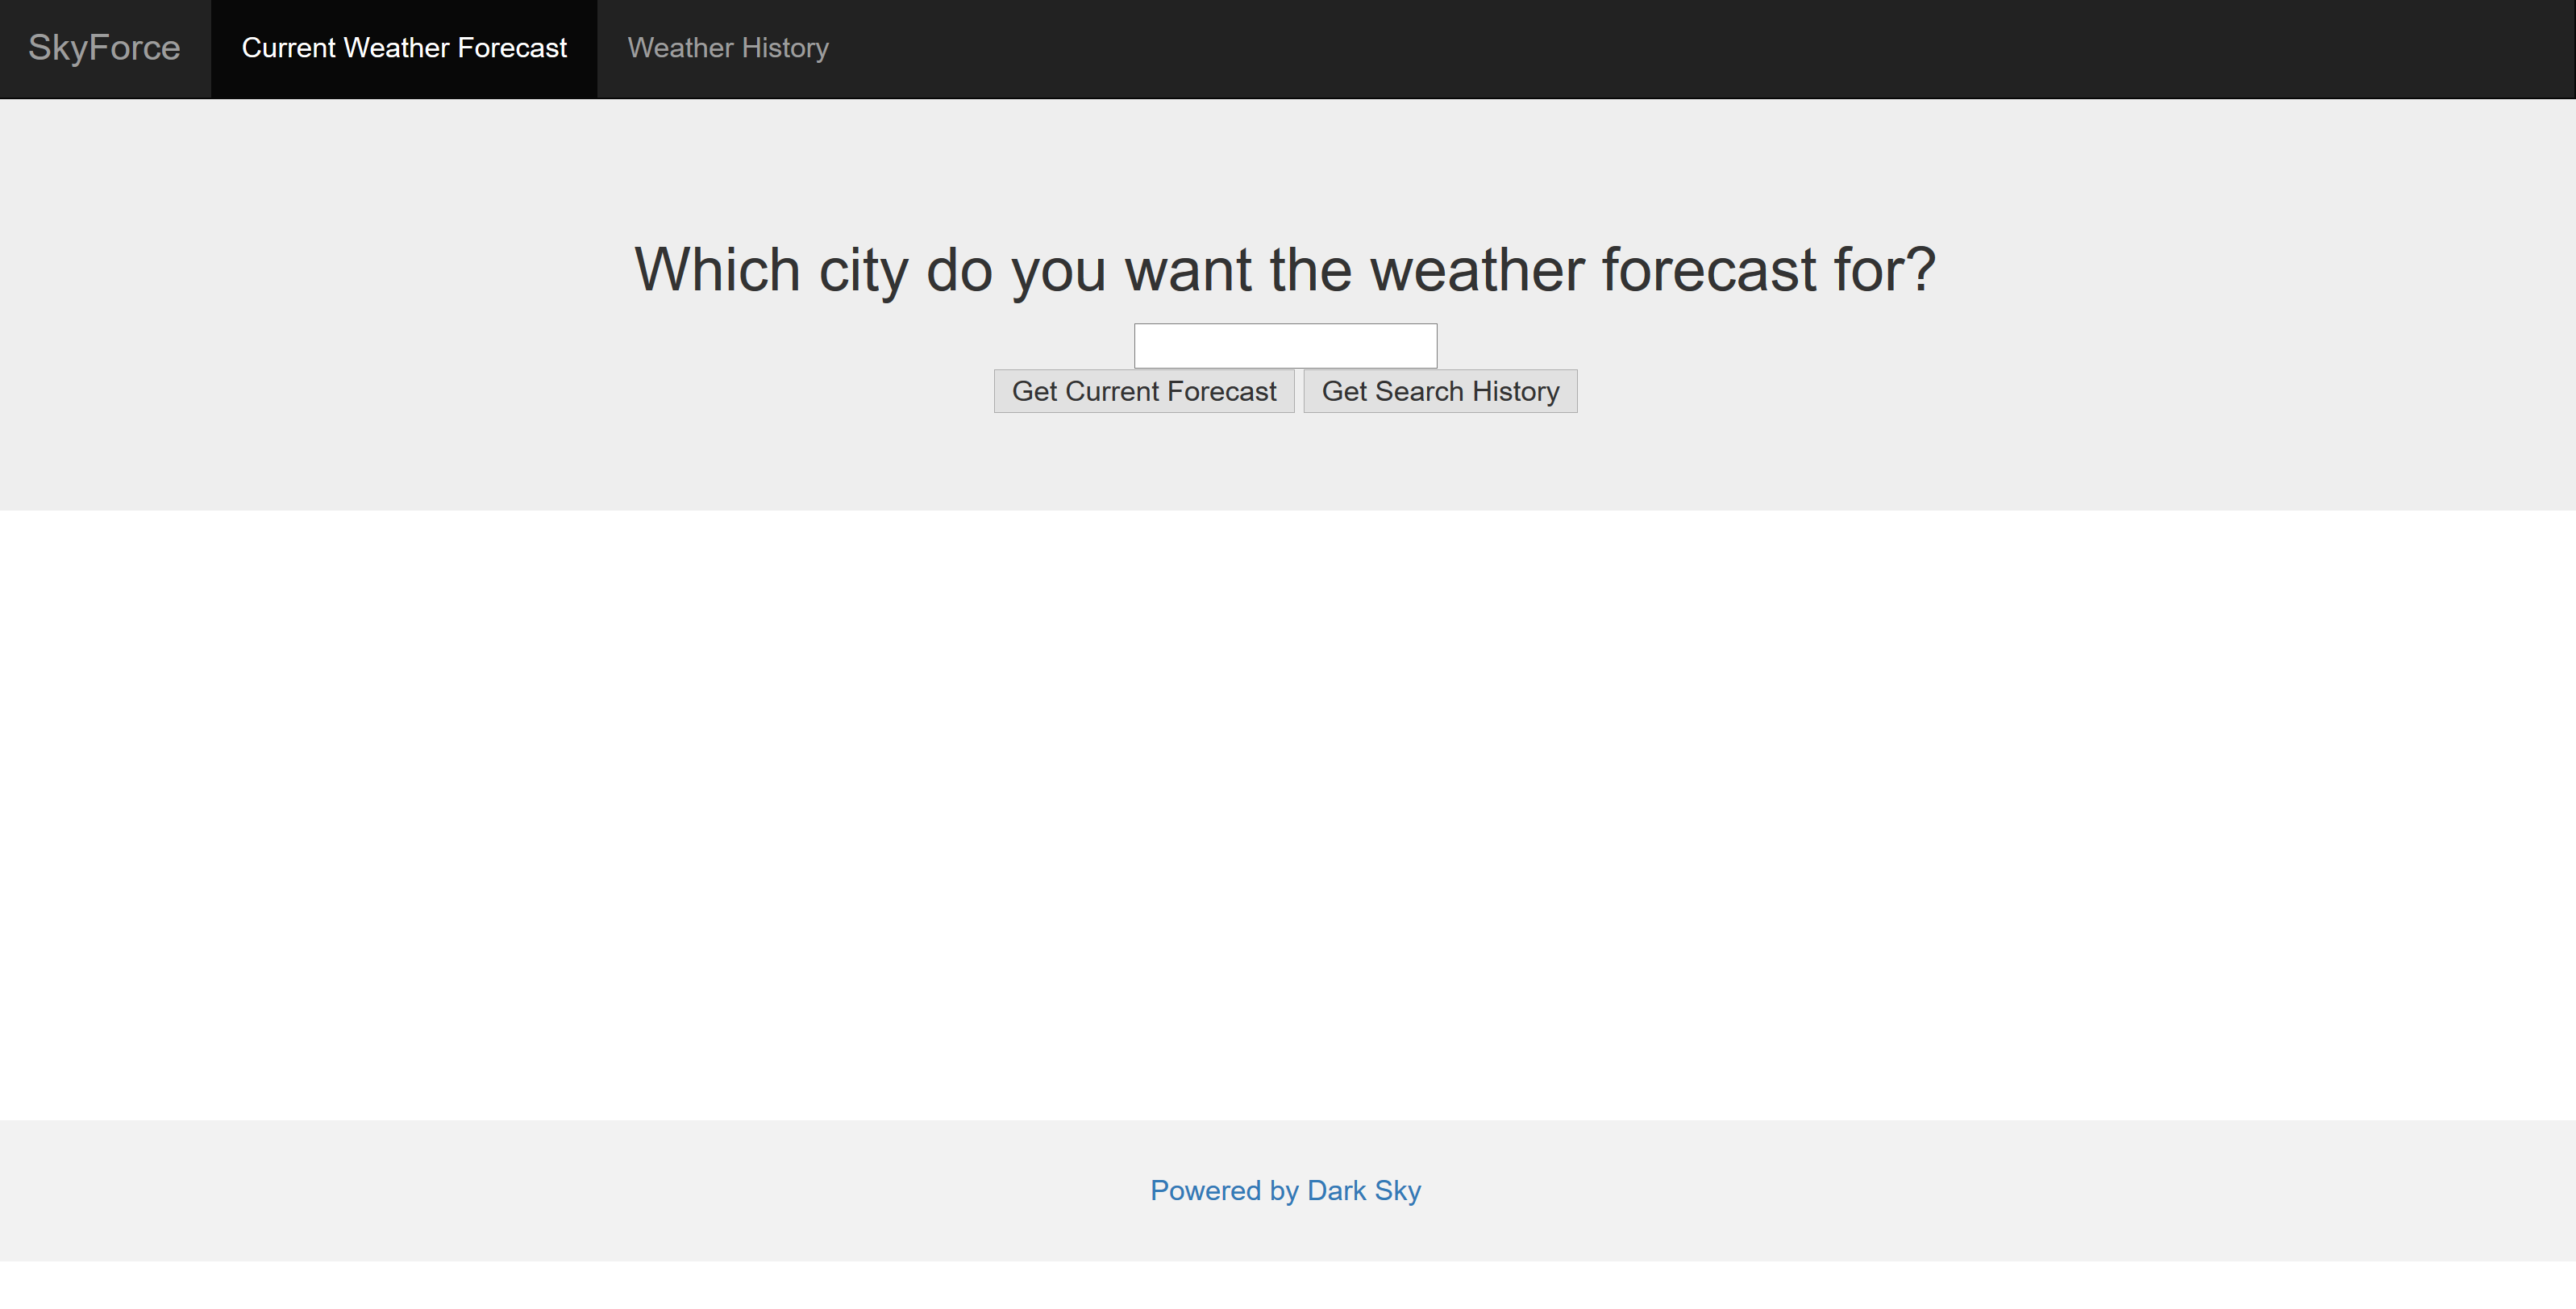 SkyForce Current Weather Forecast Weather History
Which city do you want the weather forecast for?
Get Current Forecast Get Search History
Powered by Dark Sky